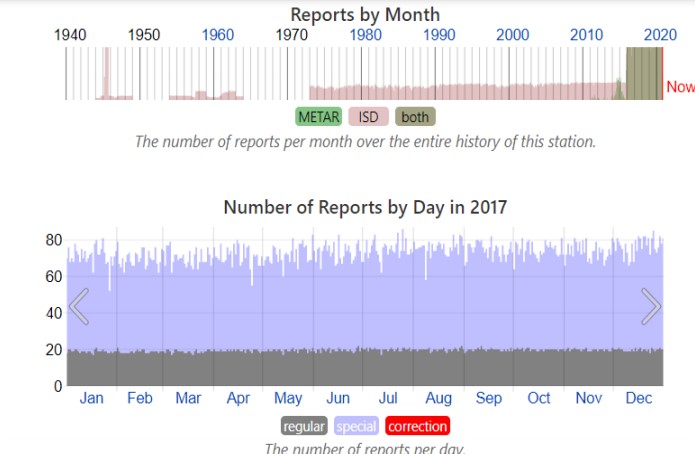 Reports by Month
1940 1950 1960 1970 1980 1990 2000 2010 2020
Now
METAR ISD both
The number of reports per month over the entire history of this station.
Number of Reports by Day in 2017
80
60
40
20
0
Jan Feb Mar Apr May Jun Jul Aug Sep Oct Nov Dec
regular special correction
The number of reports per day.